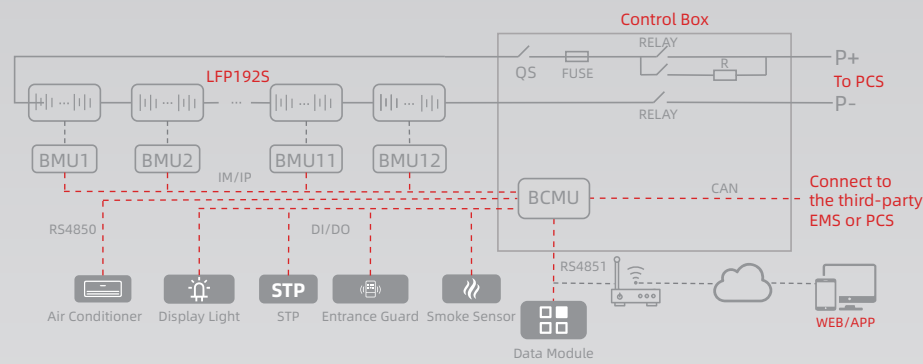 Control Box
RELAY
QS
FUSE
R
P+
LFP192S
To PCS
P-
RELAY
BMU1
BMU2
BMU11
BMU12
IM/IP
BCMU
CAN
Connect to
the third-party
EMS or PCS
RS4850
DI/DO
RS4851
STP
Air Conditioner
Display Light
STP
Entrance Guard
Smoke Sensor
WEB/APP
Data Module